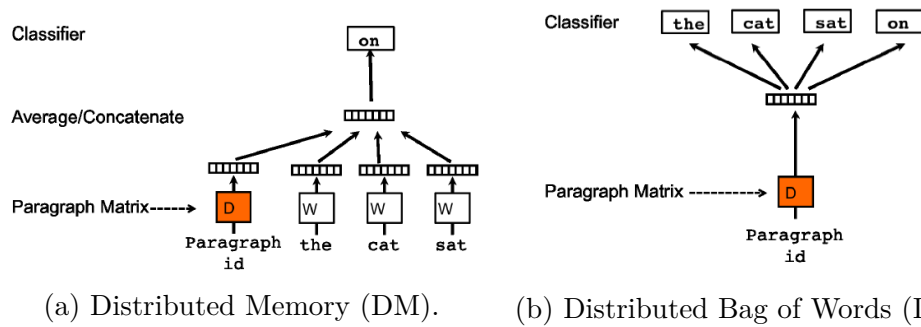 Classifier
on
Average/Concatenate
Paragraph Matrix
D
W
W
W
Paragraph
id
the
cat
sat
(a) Distributed Memory (DM).
Classifier
the
cat
sat
on
Paragraph Matrix
D
Paragraph
id
(b) Distributed Bag of Words (